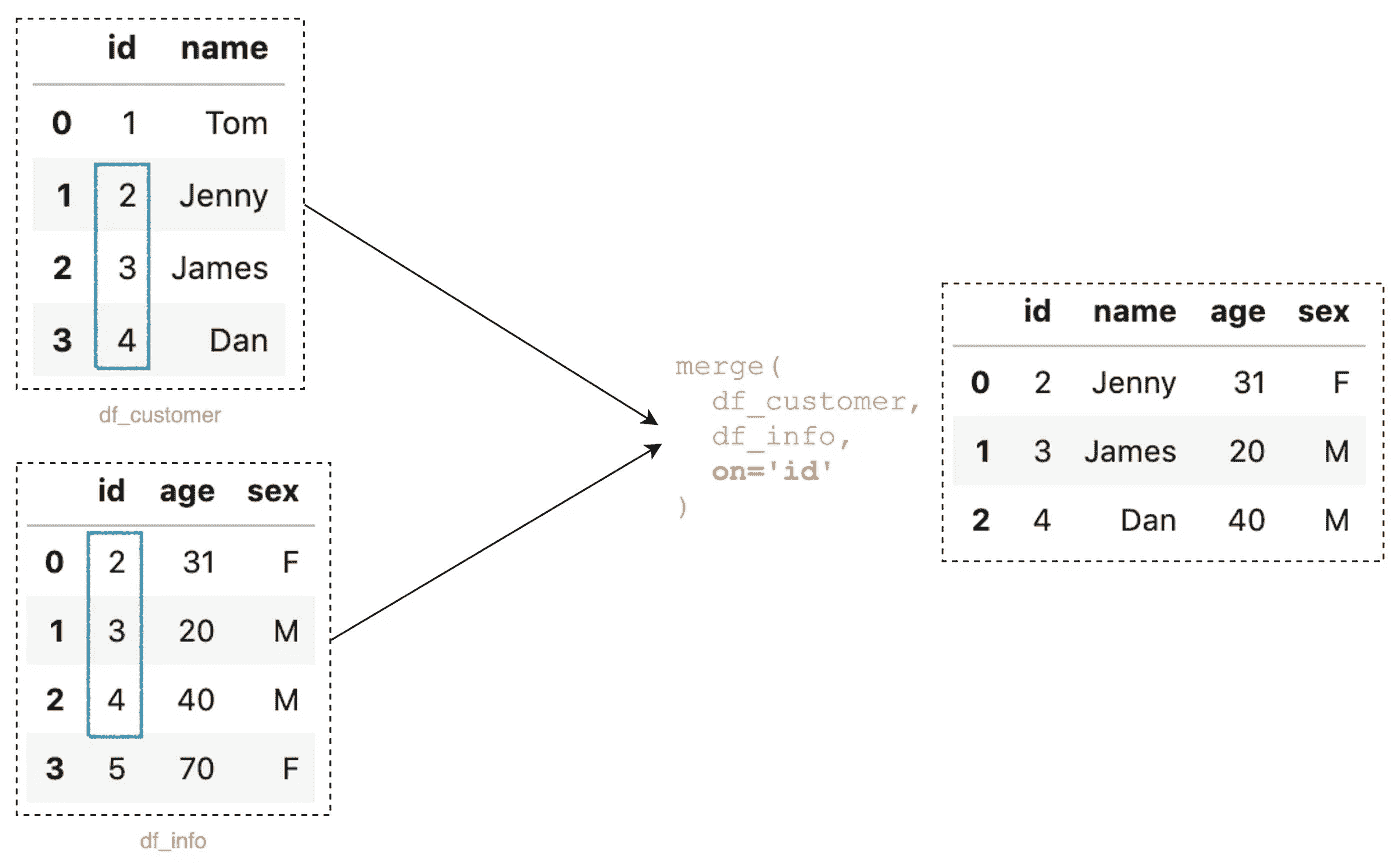 id name
0 1 Tom
1 2 Jenny
2 3 James
3 4 Dan
df_customer
id age sex
0 2 31 F
1 3 20 M
2 4 40 M
3 5 70 F
df_info
merge(
df_customer,
df_info,
on='id'
)
id name age sex
0 2 Jenny 31 F
1 3 James 20 M
2 4 Dan 40 M